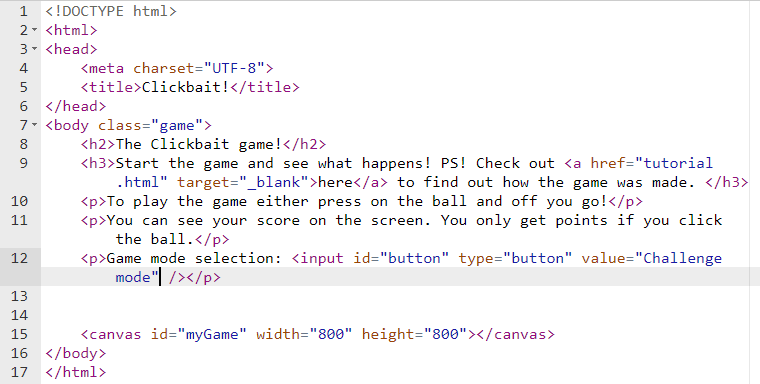 1 <!DOCTYPE html>
2 <html>
3 <head>
4 <meta charset="UTF-8">
5 <title>Clickbait!</title>
6 </head>
7 <body class="game">
8 <h2>The Clickbait game!</h2>
9 <h3>Start the game and see what happens! PS! Check out <a href="tutorial
.html" target="_blank">here</a> to find out how the game was made. </h3>
10 <p>To play the game either press on the ball and off you go!</p>
11 <p>You can see your score on the screen. You only get points if you click
the ball.</p>
12 <p>Game mode selection: <input id="button" type="button" value="Challenge
mode" /></p>
13
14
15 <canvas id="myGame" width="800" height="800"></canvas>
16 </body>
17 </html>